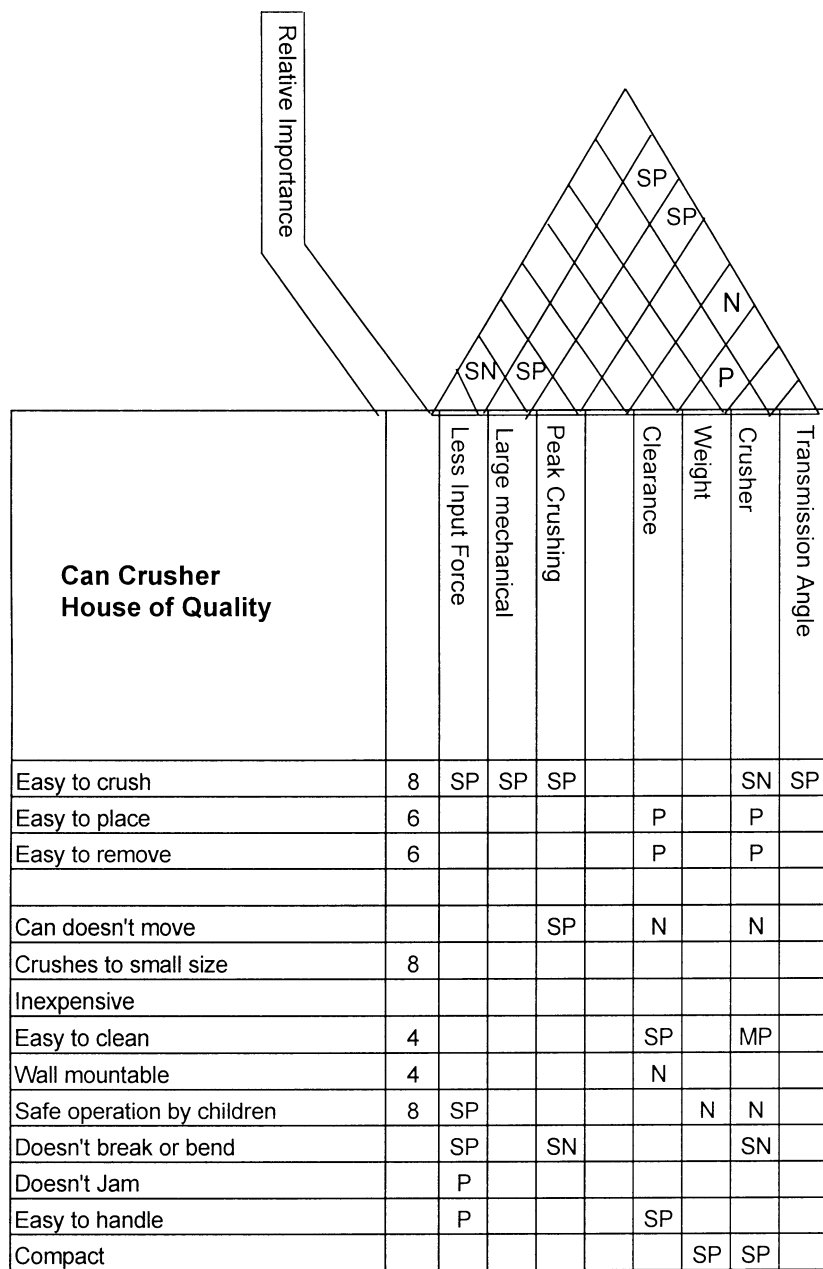 Relative Importance
SP
SP
N
SN SP P
Less Input Force
Large mechanical
Peak Crushing
Clearance
Weight
Crusher
Transmission Angle
Can Crusher
House of Quality
Easy to crush 8 SP SP SP SN SP
Easy to place 6 P P
Easy to remove 6 P P
Can doesn't move SP N N
Crushes to small size 8
Inexpensive
Easy to clean 4 SP MP
Wall mountable 4 N
Safe operation by children 8 SP N N
Doesn't break or bend SP SN SN
Doesn't Jam P
Easy to handle P SP
Compact SP SP